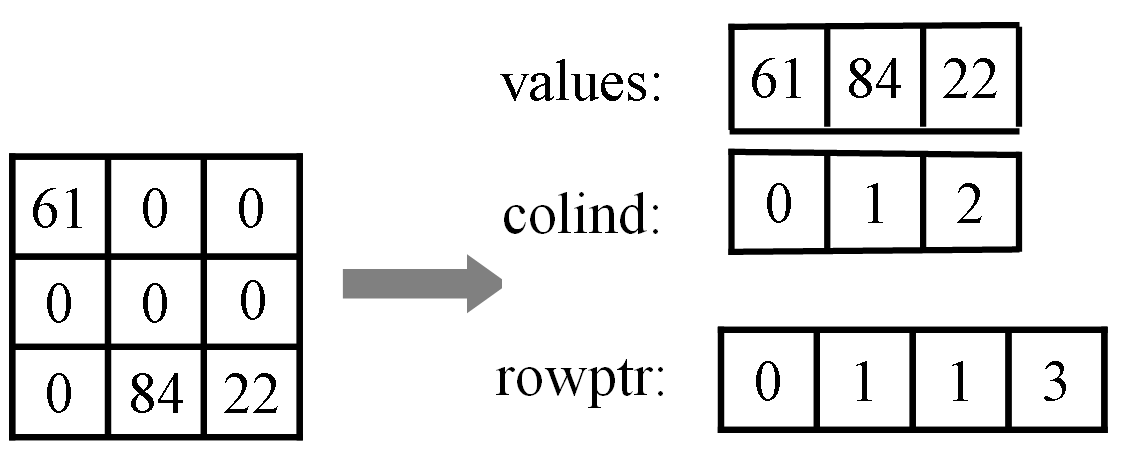 values: 61 84 22
colind: 0 1 2
rowptr: 0 1 1 3
61 0 0
0 0 0
0 84 22